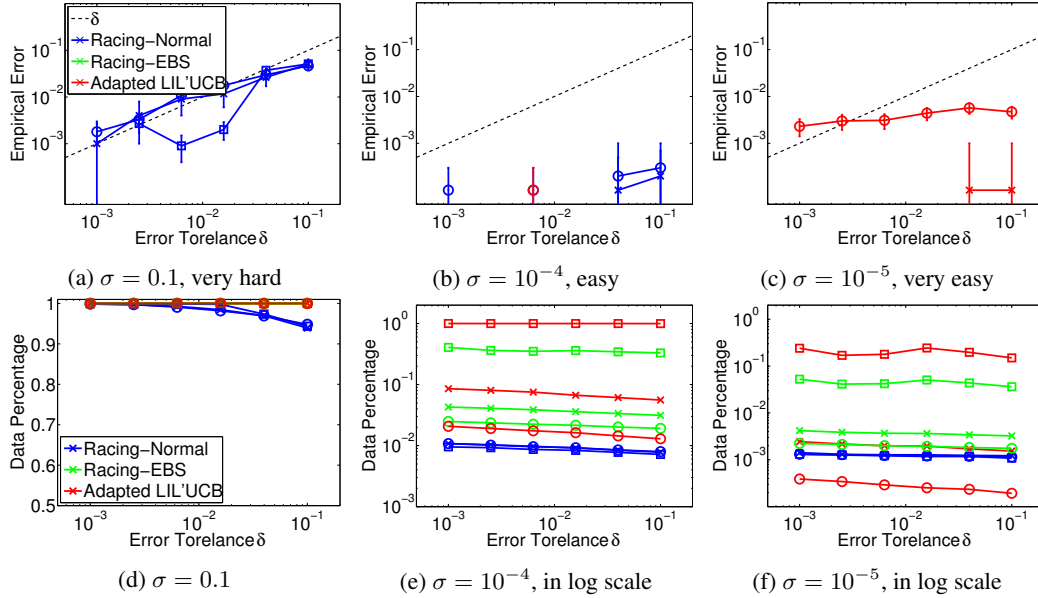 10^{-1}
10^{-2}
10^{-3}
Empirical Error
δ
Racing-Normal
Racing-EBS
Adapted LIL'UCB
10^{-3} 10^{-2} 10^{-1}
Error Torelance δ
(a) σ = 0.1, very hard
10^{-1}
10^{-2}
10^{-3}
Empirical Error
10^{-3} 10^{-2} 10^{-1}
Error Torelance δ
(b) σ = 10^{-4}, easy
10^{-1}
10^{-2}
10^{-3}
Empirical Error
10^{-3} 10^{-2} 10^{-1}
Error Torelance δ
(c) σ = 10^{-5}, very easy
1
0.9
0.8
0.7
0.6
0.5
Data Percentage
Racing-Normal
Racing-EBS
Adapted LIL'UCB
10^{-3} 10^{-2} 10^{-1}
Error Torelance δ
(d) σ = 0.1
10^{0}
10^{-1}
10^{-2}
10^{-3}
Data Percentage
10^{-3} 10^{-2} 10^{-1}
Error Torelance δ
(e) σ = 10^{-4}, in log scale
10^{0}
10^{-1}
10^{-2}
10^{-3}
Data Percentage
10^{-3} 10^{-2} 10^{-1}
Error Torelance δ
(f) σ = 10^{-5}, in log scale